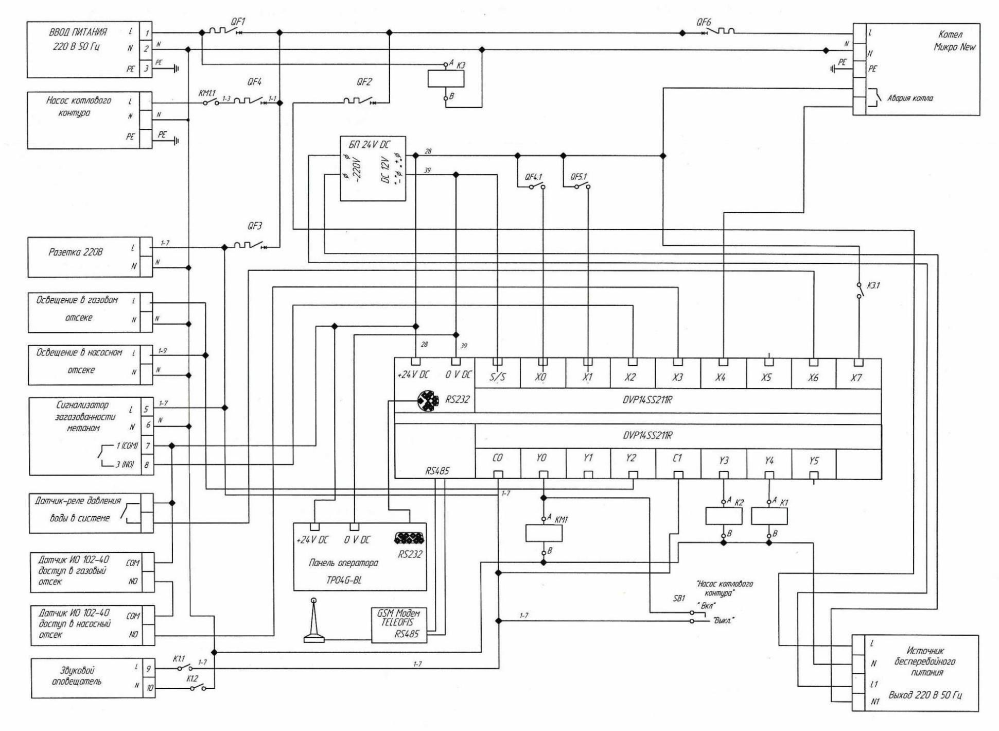 QF1
QF6
ВВОД ПИТАНИЯ
220 В 50 Гц
L 1
N 2 N
PE 3 PE
A K3
B
L
N N
PE PE
Котел
Микро New
Авария котла
Насос котлового
контура
L
N N
PE PE
КМ1.1
1-3
QF4
1-1
QF2
БП 24V DC
~220V
DC 12V
"+"
"-"
28
39
QF4.1
QF5.1
QF3
Разетка 220В
L 1-7
N N
Освещение в газовом
отсеке
L
N N
Освещение в насосном
отсеке
L 1-9
N N
K3.1
28
39
+24V DC
0 V DC
S/S
X0
X1
X2
X3
X4
X5
X6
X7
RS232
DVP14SS211R
DVP14SS211R
RS485
C0
Y0
Y1
Y2
C1
Y3
Y4
Y5
Сигнализатор
загазованности
метаном
L 5 1-7
N 6 N
1 (COM) 7
3 (NO) 8
Датчик-реле давления
воды в системе
1-7
A KM1
B
A K2
B
A K1
B
+24V DC
0 V DC
RS232
Панель оператора
TP04G-BL
Датчик ИО 102-40
доступ в газовый
отсек
COM
NO
Датчик ИО 102-40
доступ в насосный
отсек
COM
NO
GSM Модем
TELEOFIS
RS485
"Насос котлового
контура"
SB1
"Вкл"
"Выкл."
1-7
Звуковой
оповещатель
L 9
N 10
K1.1
1-7
K1.2
1-7
L
N
L1
N1
Источник
бесперебойного
питания
Выход 220 В 50 Гц